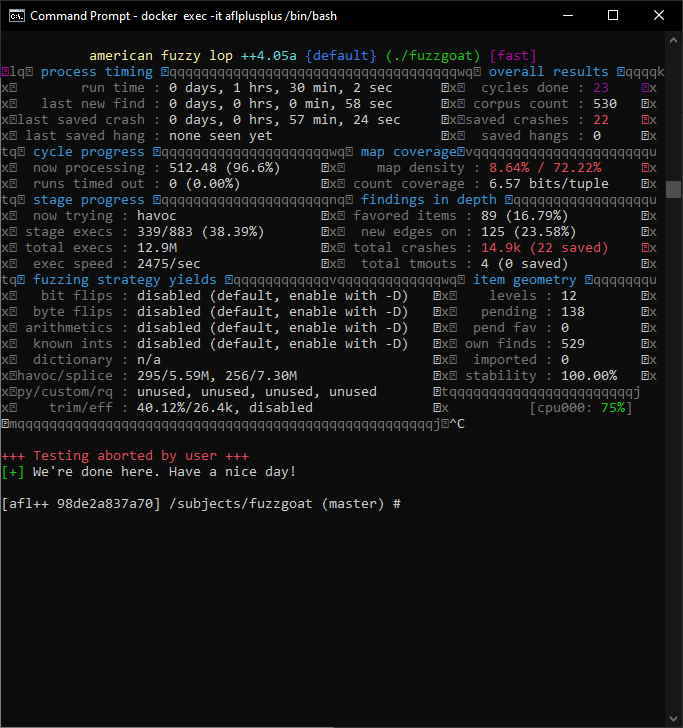 Command Prompt - docker exec -it aflplusplus /bin/bash
american fuzzy lop ++4.05a {default} (./fuzzgoat) [fast]
lq process timing qqqqqqqqqqqqqqqqqqqqqqqqqqqqqqqqqqqqwq overall results qqqqk
x run time : 0 days, 1 hrs, 30 min, 2 sec x cycles done : 23 x
x last new find : 0 days, 0 hrs, 0 min, 58 sec x corpus count : 530 x
xlast saved crash : 0 days, 0 hrs, 57 min, 24 sec xsaved crashes : 22 x
x last saved hang : none seen yet x saved hangs : 0 x
tq cycle progress qqqqqqqqqqqqqqqqqqqqqwq map coveragevqqqqqqqqqqqqqqqqqqqqqqu
x now processing : 512.48 (96.6%) x map density : 8.64% / 72.22% x
x runs timed out : 0 (0.00%) x count coverage : 6.57 bits/tuple x
tq stage progress qqqqqqqqqqqqqqqqqqqqqnq findings in depth qqqqqqqqqqqqqqqqqu
x now trying : havoc x favored items : 89 (16.79%) x
x stage execs : 339/883 (38.39%) x new edges on : 125 (23.58%) x
x total execs : 12.9M x total crashes : 14.9k (22 saved) x
x exec speed : 2475/sec x total tmouts : 4 (0 saved) x
tq fuzzing strategy yields qqqqqqqqqqqqvqqqqqqqqqqqqqwq item geometry qqqqqqqu
x bit flips : disabled (default, enable with -D) x levels : 12 x
x byte flips : disabled (default, enable with -D) x pending : 138 x
x arithmetics : disabled (default, enable with -D) x pend fav : 0 x
x known ints : disabled (default, enable with -D) x own finds : 529 x
x dictionary : n/a x imported : 0 x
xhavoc/splice : 295/5.59M, 256/7.30M x stability : 100.00% x
xpy/custom/rq : unused, unused, unused, unused tqqqqqqqqqqqqqqqqqqqqqqqj
x trim/eff : 40.12%/26.4k, disabled x [cpu000: 75%]
mqqqqqqqqqqqqqqqqqqqqqqqqqqqqqqqqqqqqqqqqqqqqqqqqqqqqj^C
+++ Testing aborted by user +++
[+] We're done here. Have a nice day!
[afl++ 98de2a837a70] /subjects/fuzzgoat (master) #